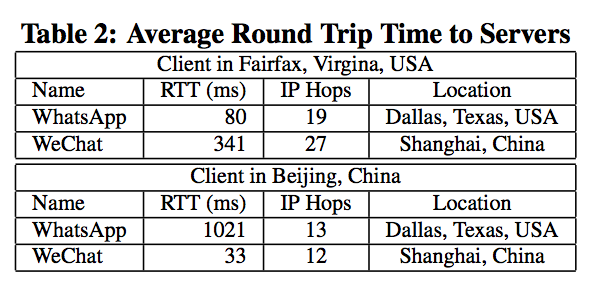 Table 2: Average Round Trip Time to Servers
Client in Fairfax, Virgina, USA
Name RTT (ms) IP Hops Location
WhatsApp 80 19 Dallas, Texas, USA
WeChat 341 27 Shanghai, China
Client in Beijing, China
Name RTT (ms) IP Hops Location
WhatsApp 1021 13 Dallas, Texas, USA
WeChat 33 12 Shanghai, China